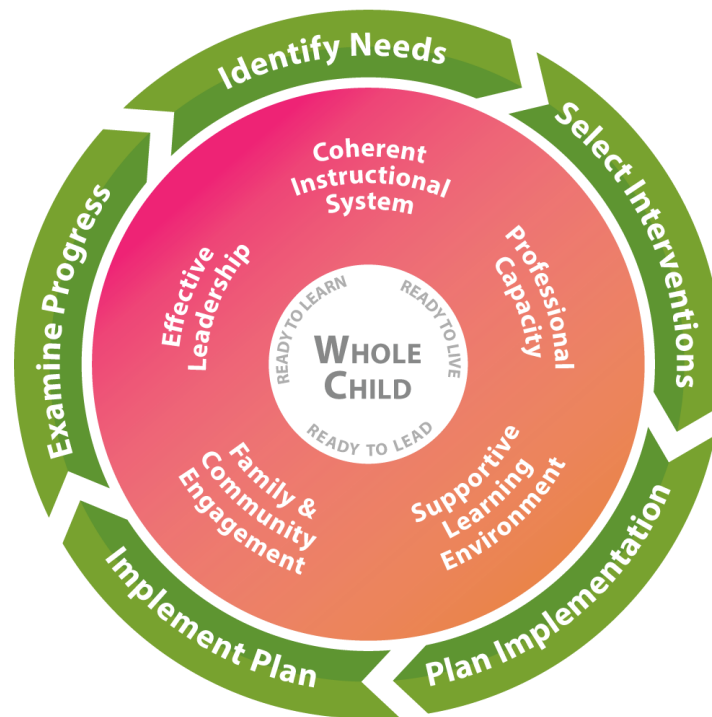 Identify Needs
Select Interventions
Plan Implementation
Implement Plan
Examine Progress
Coherent
Instructional
System
Professional
Capacity
Supportive
Learning
Environment
Family &
Community
Engagement
Effective
Leadership
READY TO LEARN
READY TO LIVE
WHOLE
CHILD
READY TO LEAD